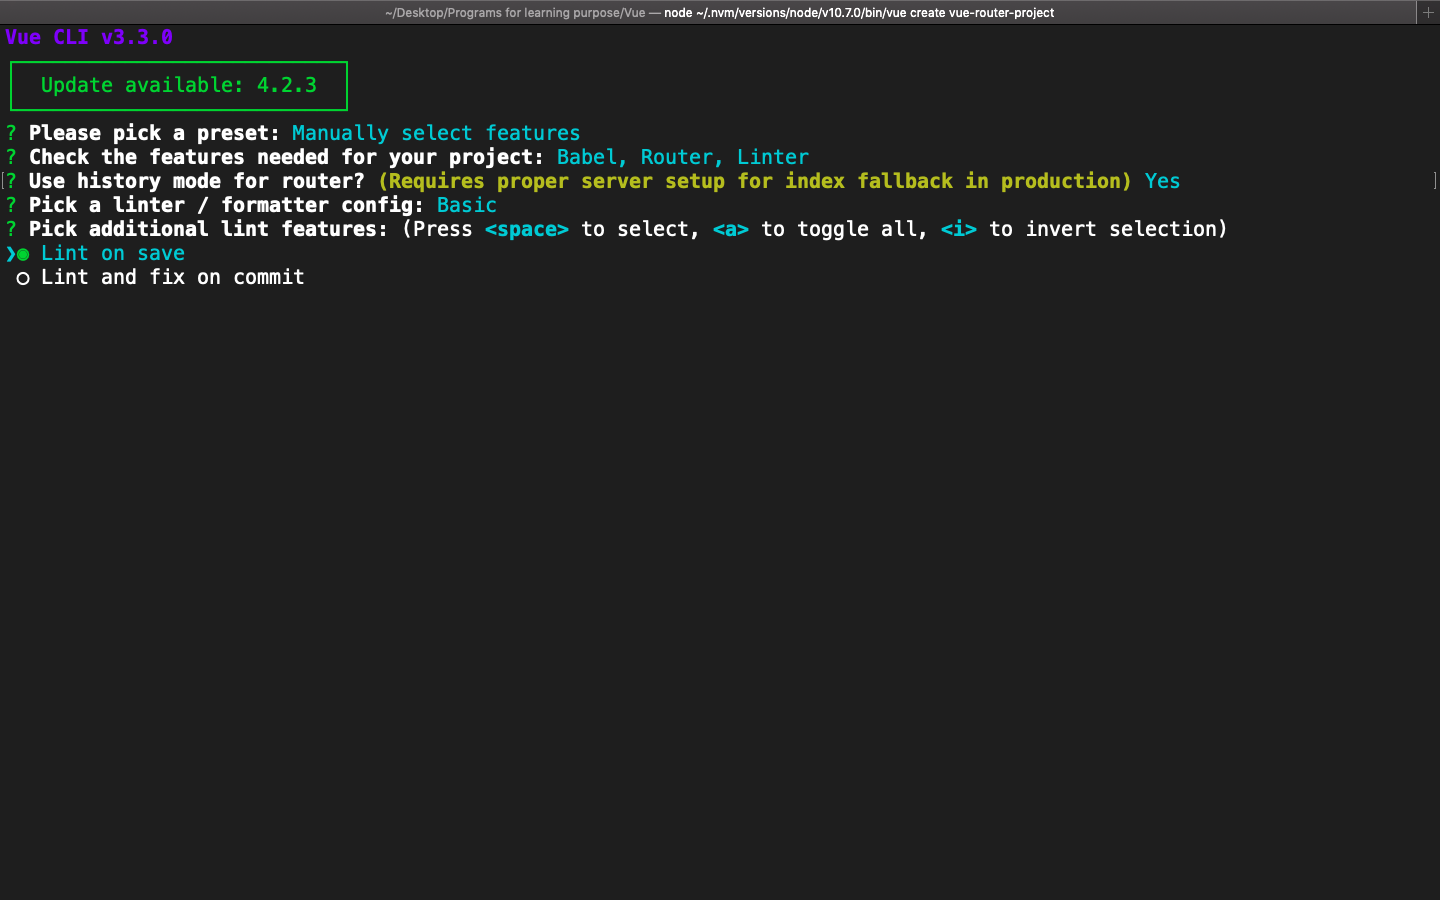 ~/Desktop/Programs for learning purpose/Vue — node ~/.nvm/versions/node/v10.7.0/bin/vue create vue-router-project
Vue CLI v3.3.0
Update available: 4.2.3
? Please pick a preset: Manually select features
? Check the features needed for your project: Babel, Router, Linter
? Use history mode for router? (Requires proper server setup for index fallback in production) Yes
? Pick a linter / formatter config: Basic
? Pick additional lint features: (Press <space> to select, <a> to toggle all, <i> to invert selection)
❯◉ Lint on save
◯ Lint and fix on commit